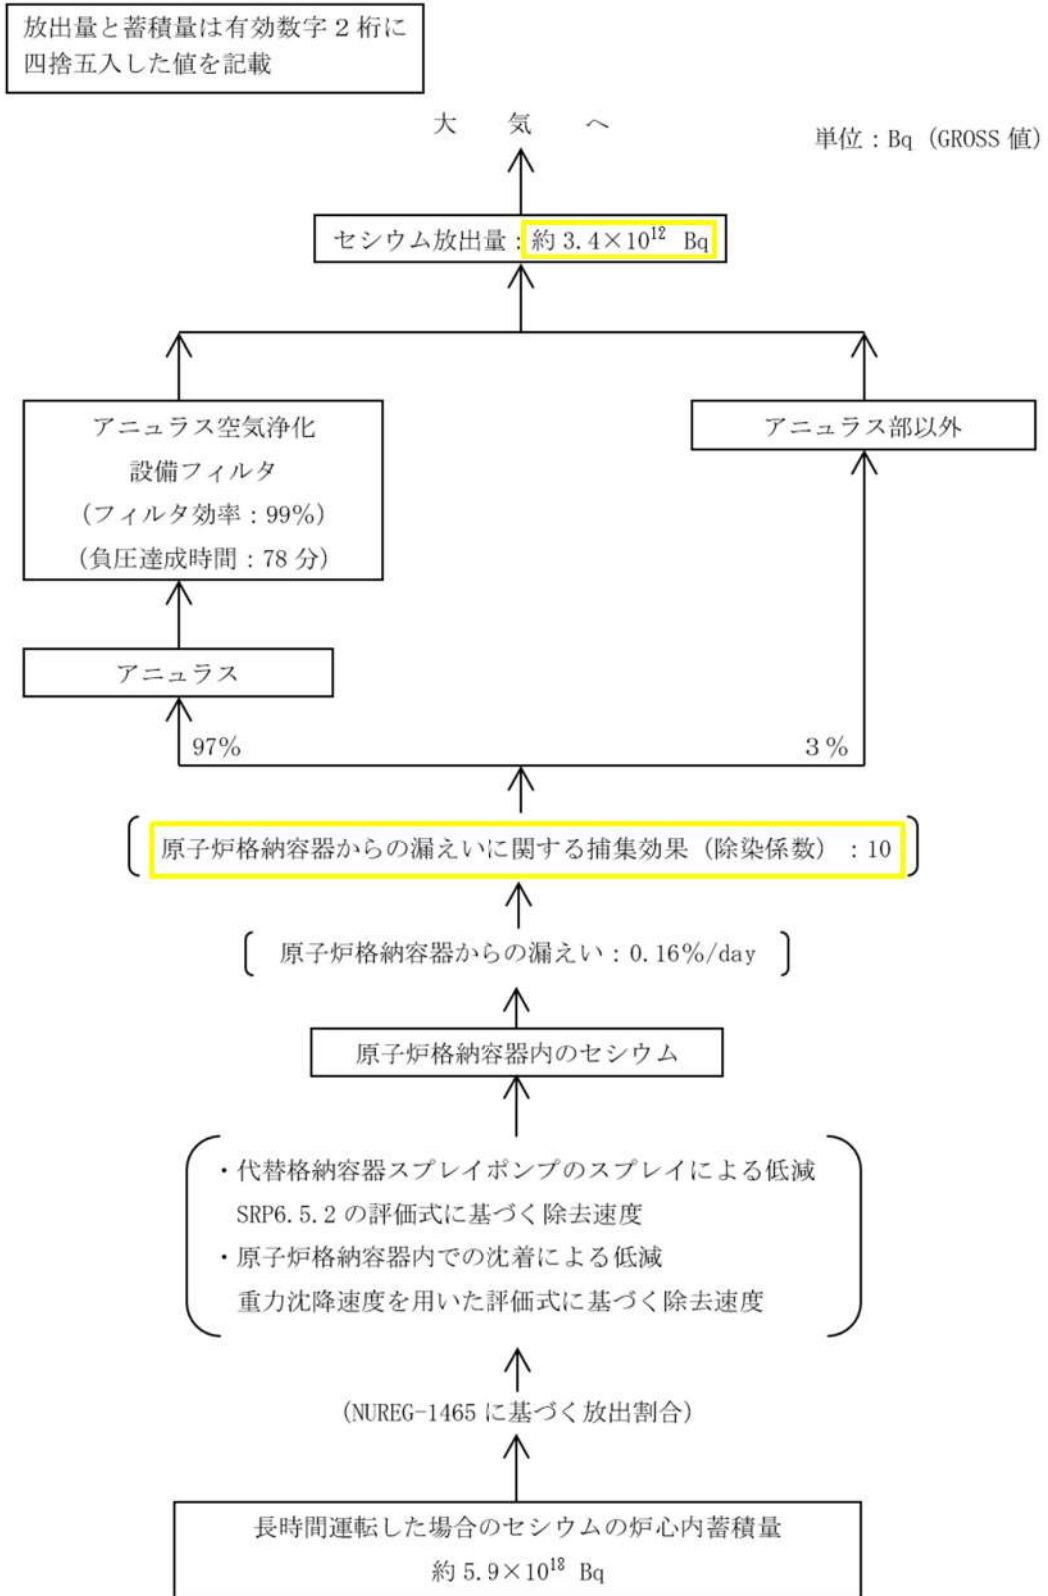 放出量と蓄積量は有効数字2桁に
四捨五入した値を記載
大 気 へ
単位：Bq（GROSS値）
セシウム放出量：約3.4×10¹² Bq
アニュラス空気浄化
設備フィルタ
（フィルタ効率：99%）
（負圧達成時間：78分）
アニュラス部以外
アニュラス
97%
3%
原子炉格納容器からの漏えいに関する捕集効果（除染係数）：10
原子炉格納容器からの漏えい：0.16%/day
原子炉格納容器内のセシウム
・代替格納容器スプレイポンプのスプレイによる低減
SRP6.5.2の評価式に基づく除去速度
・原子炉格納容器内での沈着による低減
重力沈降速度を用いた評価式に基づく除去速度
(NUREG-1465に基づく放出割合)
長時間運転した場合のセシウムの炉心内蓄積量
約5.9×10¹⁸ Bq